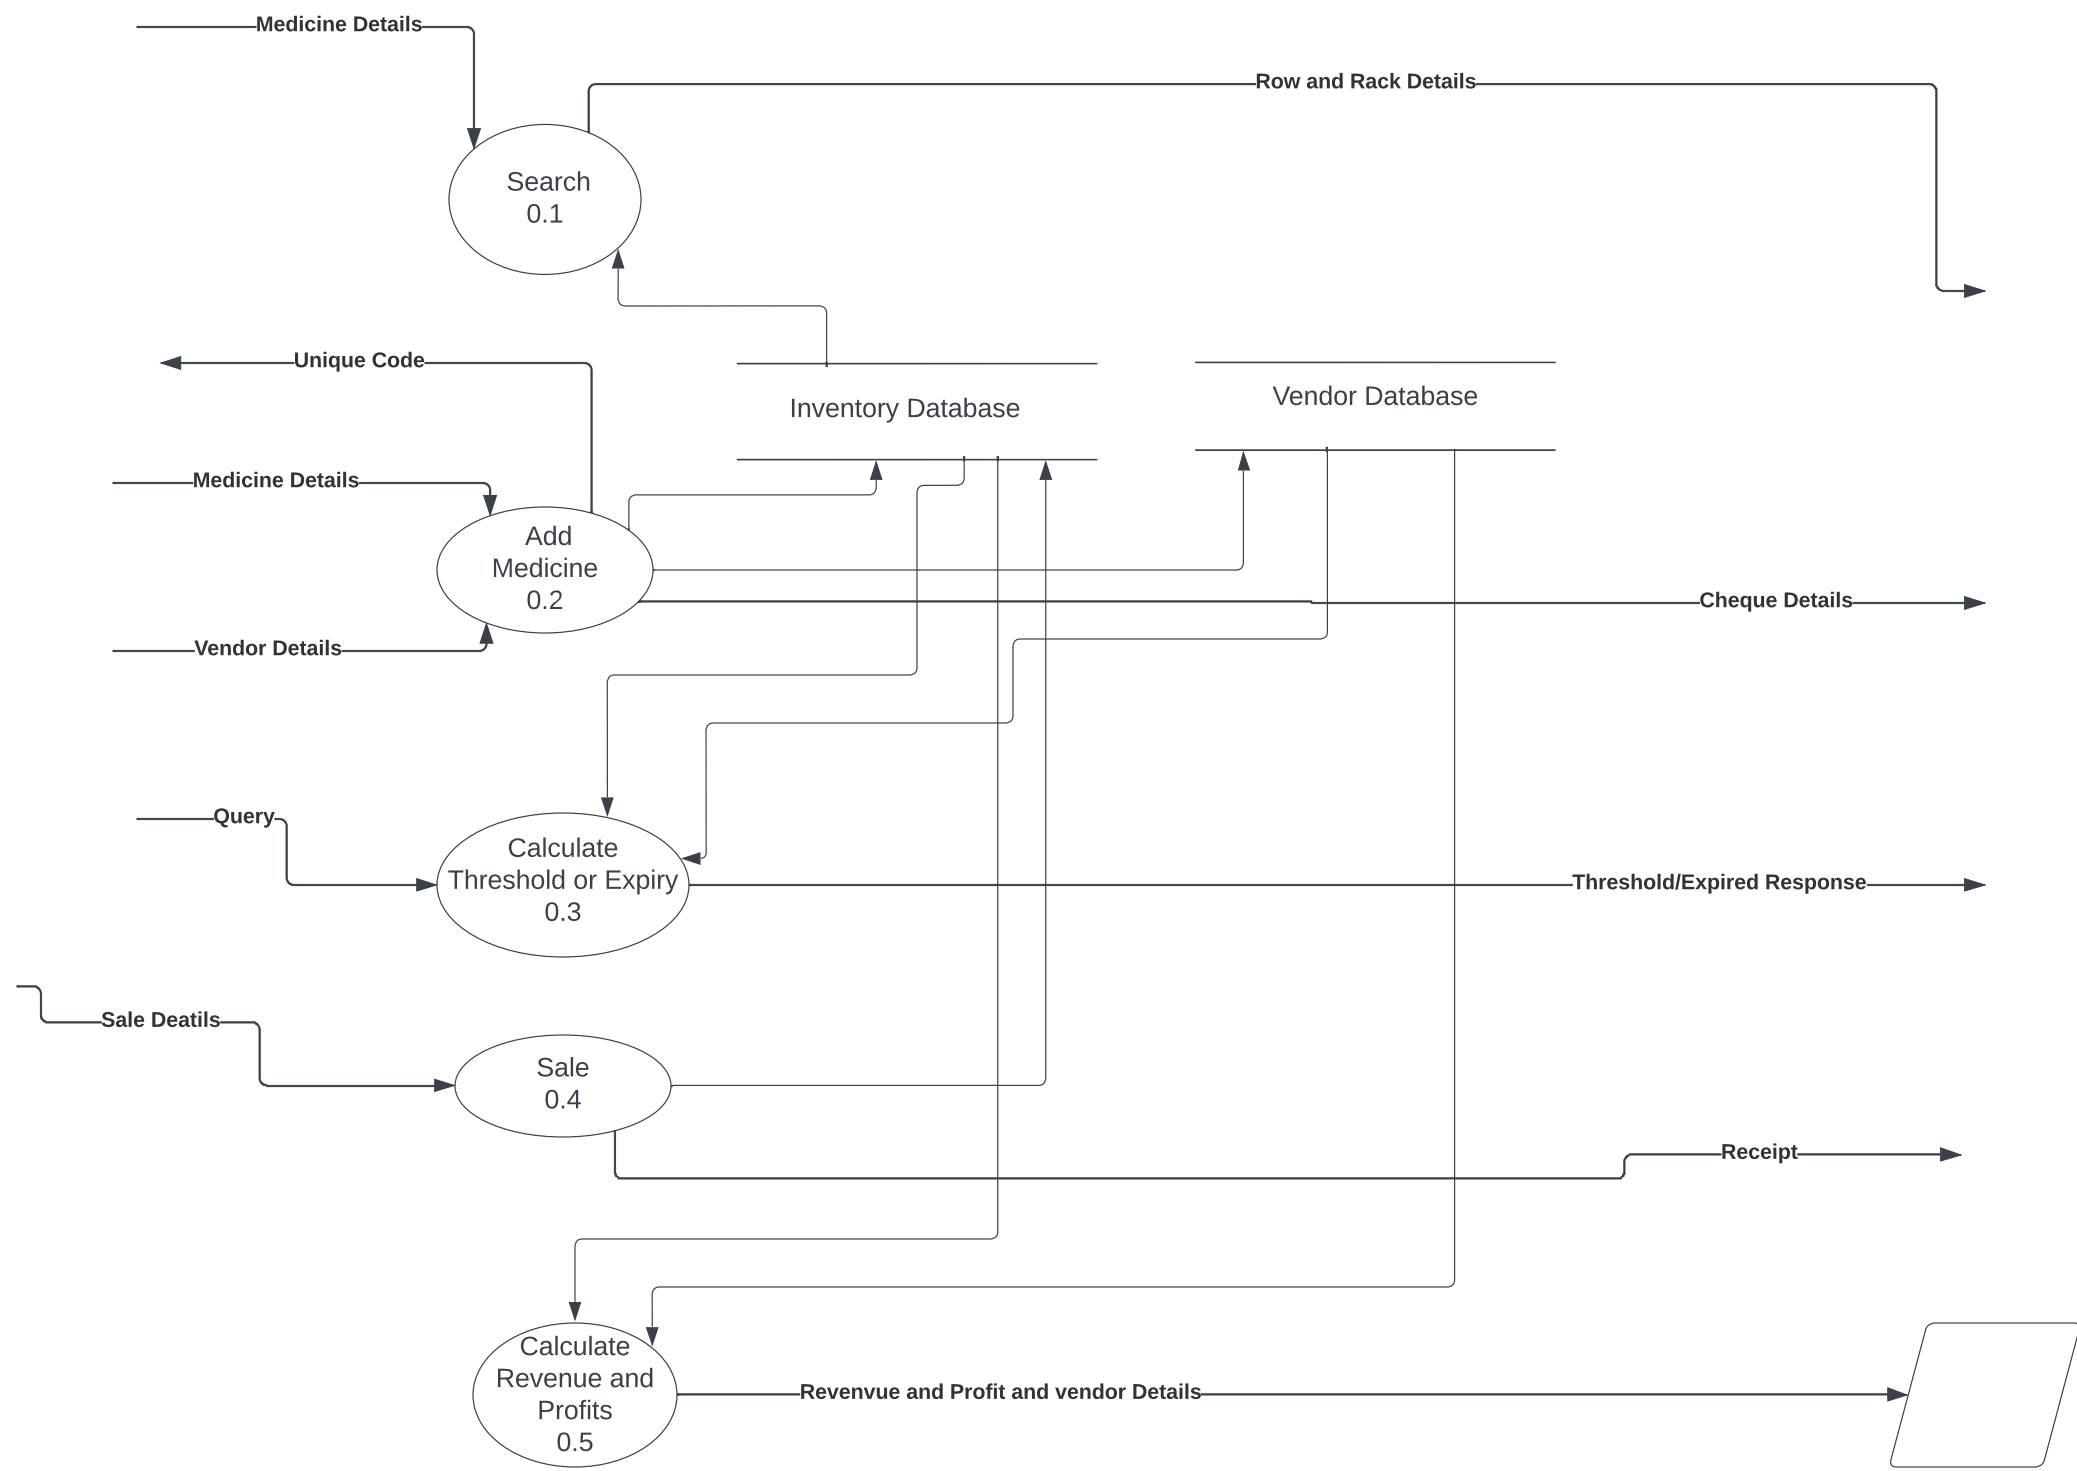 Medicine Details
Row and Rack Details
Search
0.1
Unique Code
Inventory Database
Vendor Database
Medicine Details
Add
Medicine
0.2
Cheque Details
Vendor Details
Query
Calculate
Threshold or Expiry
0.3
Threshold/Expired Response
Sale Deatils
Sale
0.4
Receipt
Calculate
Revenue and
Profits
0.5
Revenvue and Profit and vendor Details